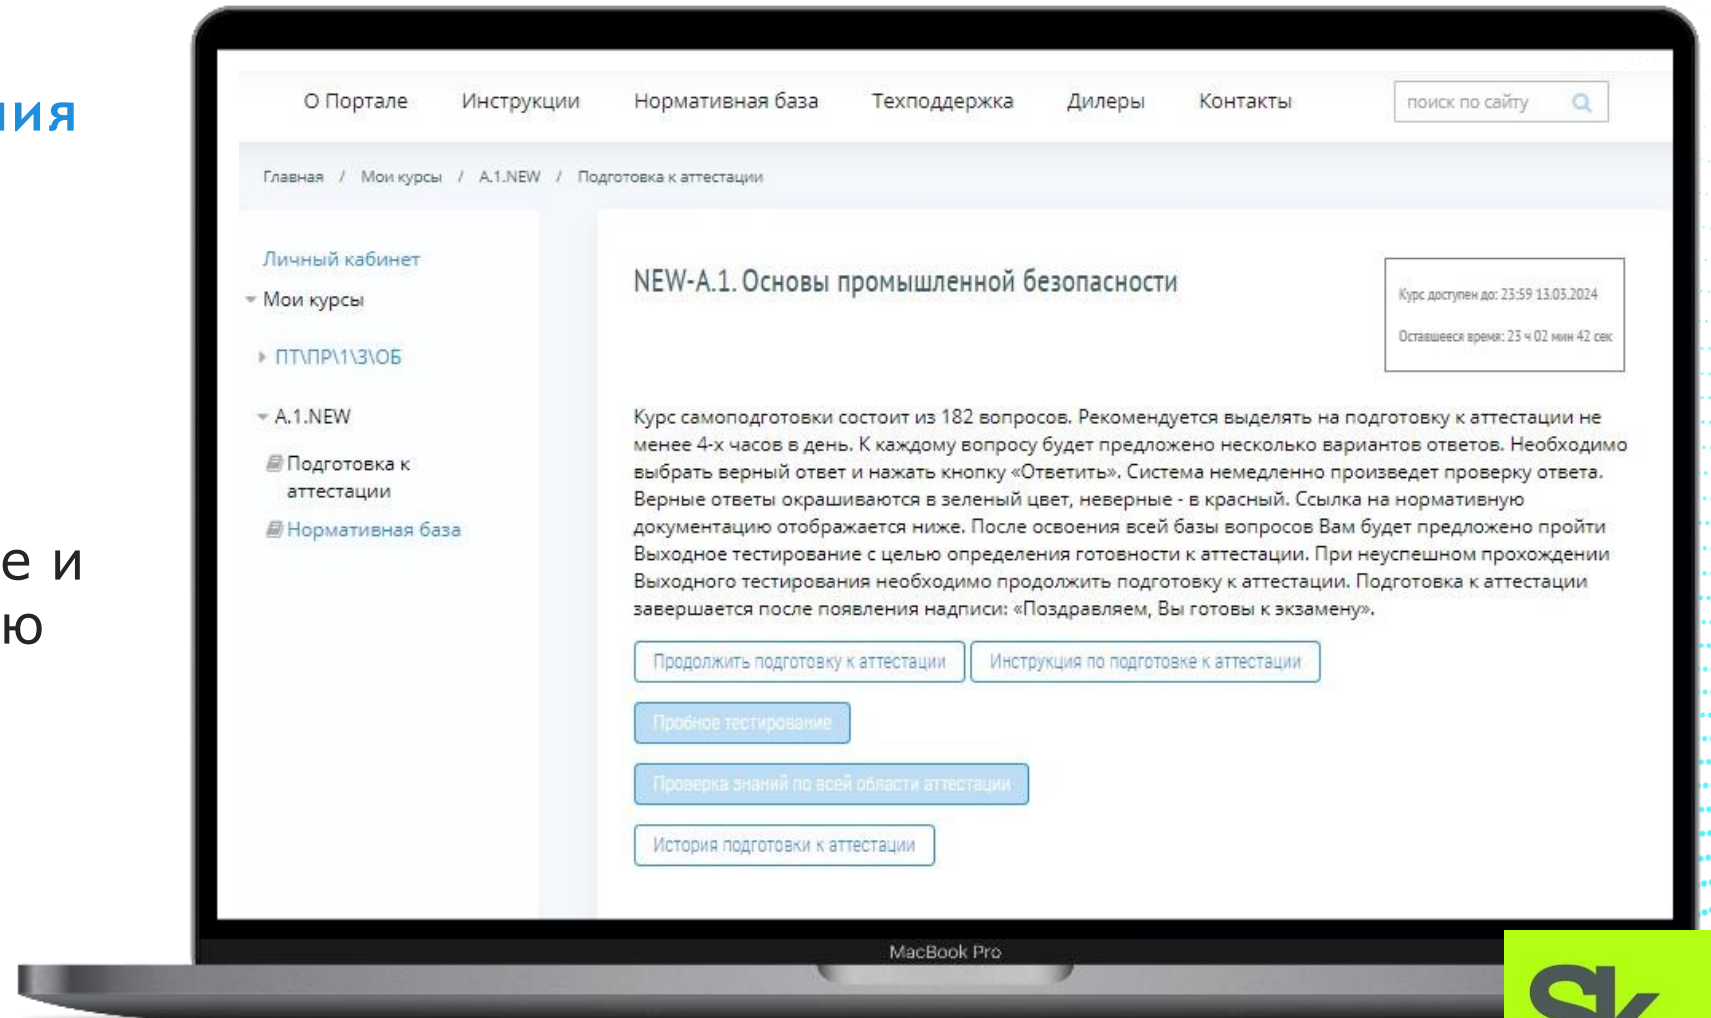 ния
е и
ю
О Портале Инструкции Нормативная база Техподдержка Дилеры Контакты поиск по сайту
Главная / Мои курсы / A.1.NEW / Подготовка к аттестации
Личный кабинет
Мои курсы
ПТ\ПР\1\3\ОБ
A.1.NEW
Подготовка к
аттестации
Нормативная база
NEW-А.1. Основы промышленной безопасности
Курс доступен до: 23:59 13.03.2024
Оставшееся время: 23 ч 02 мин 42 сек
Курс самоподготовки состоит из 182 вопросов. Рекомендуется выделять на подготовку к аттестации не
менее 4-х часов в день. К каждому вопросу будет предложено несколько вариантов ответов. Необходимо
выбрать верный ответ и нажать кнопку «Ответить». Система немедленно произведет проверку ответа.
Верные ответы окрашиваются в зеленый цвет, неверные - в красный. Ссылка на нормативную
документацию отображается ниже. После освоения всей базы вопросов Вам будет предложено пройти
Выходное тестирование с целью определения готовности к аттестации. При неуспешном прохождении
Выходного тестирования необходимо продолжить подготовку к аттестации. Подготовка к аттестации
завершается после появления надписи: «Поздравляем, Вы готовы к экзамену».
Продолжить подготовку к аттестации Инструкция по подготовке к аттестации
Пробное тестирование
Проверка знаний по всей области аттестации
История подготовки к аттестации
MacBook Pro
Sk